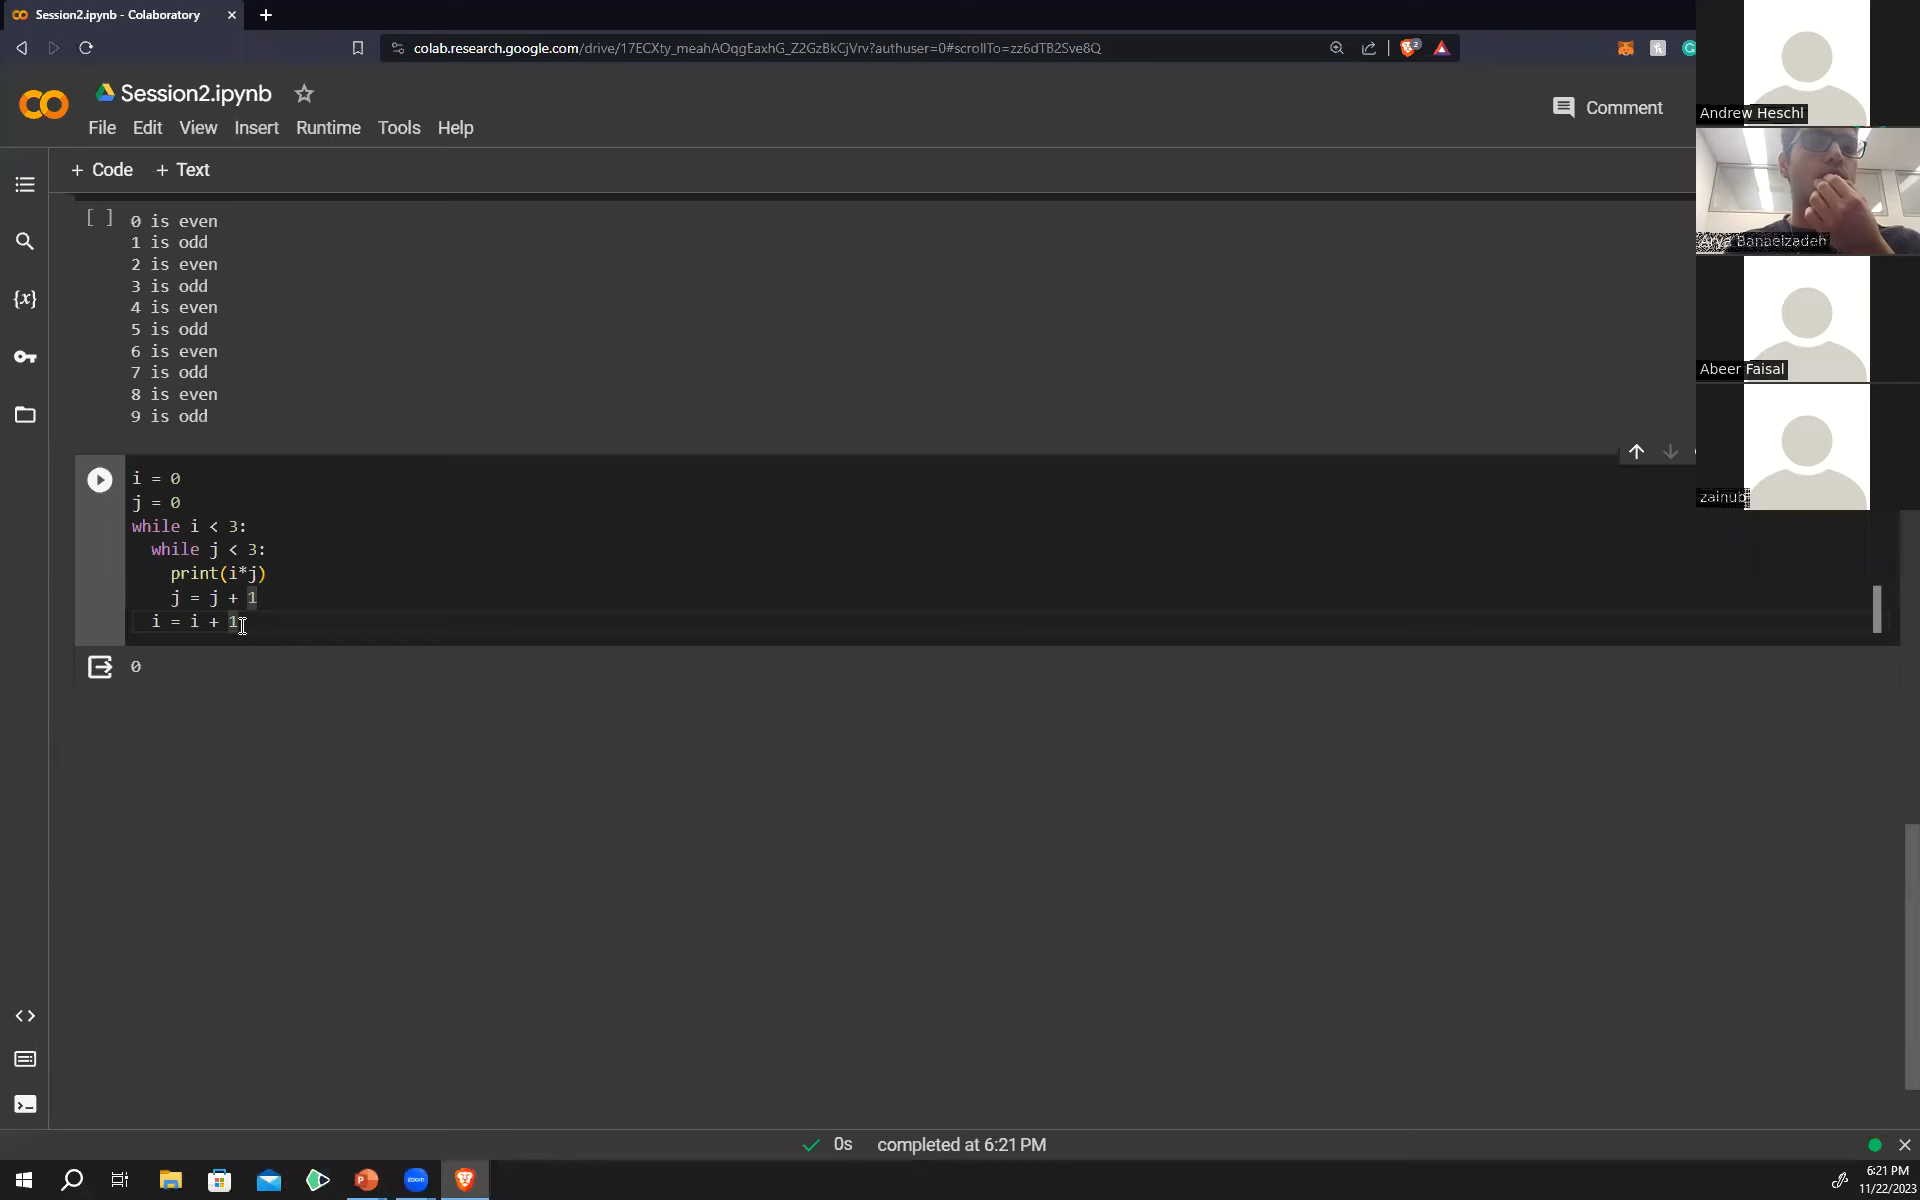 Session2.ipynb - Colaboratory
colab.research.google.com/drive/17ECXty_meahAOqgEaxhG_Z2GzBkCjVrv?authuser=0#scrollTo=zz6dTB2Sve8Q
2
Session2.ipynb
File Edit View Insert Runtime Tools Help
Comment
+ Code + Text
[ ] 0 is even
1 is odd
2 is even
3 is odd
4 is even
5 is odd
6 is even
7 is odd
8 is even
9 is odd
i = 0
j = 0
while i < 3:
while j < 3:
print(i*j)
j = j + 1
i = i + 1
0
Andrew Heschl
Arya Banaeizadeh
Abeer Faisal
zainub
0s completed at 6:21 PM
zoom
6:21 PM
11/22/2023